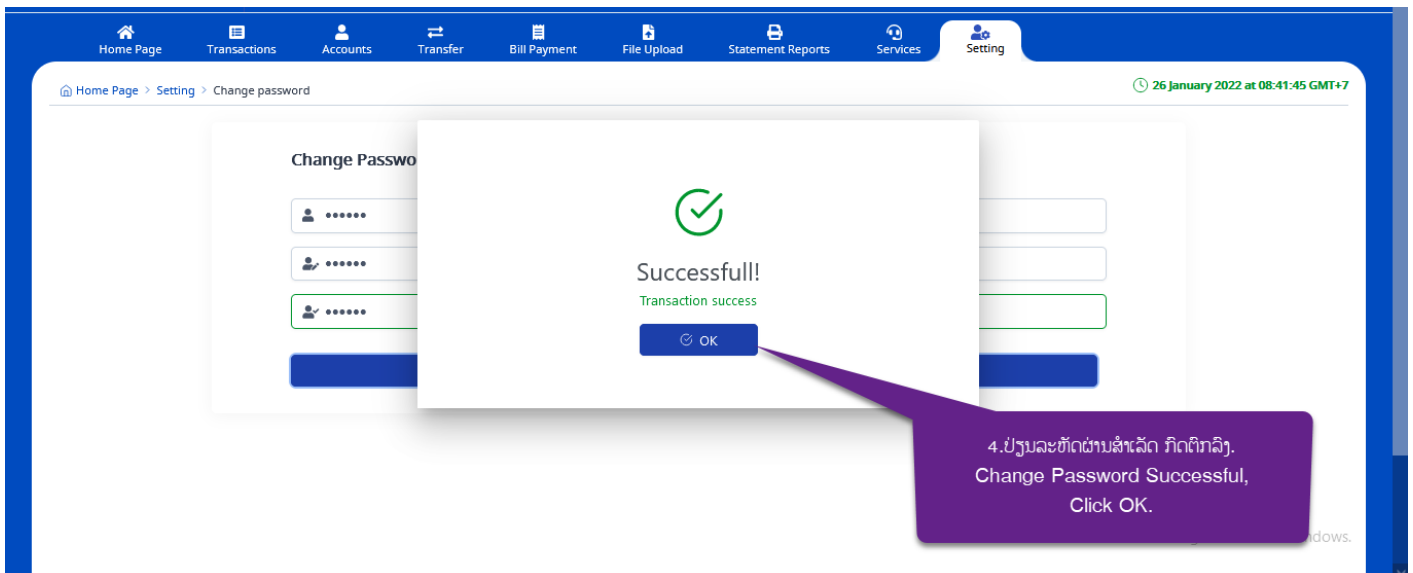 Home Page Transactions Accounts Transfer Bill Payment File Upload Statement Reports Services Setting
Home Page > Setting > Change password
26 January 2022 at 08:41:45 GMT+7
Change Passwo
Successfull!
Transaction success
OK
4.ປ່ຽນລະຫັດຜ່ານສຳເລັດ ກົດຕົກລົງ.
Change Password Successful,
Click OK.